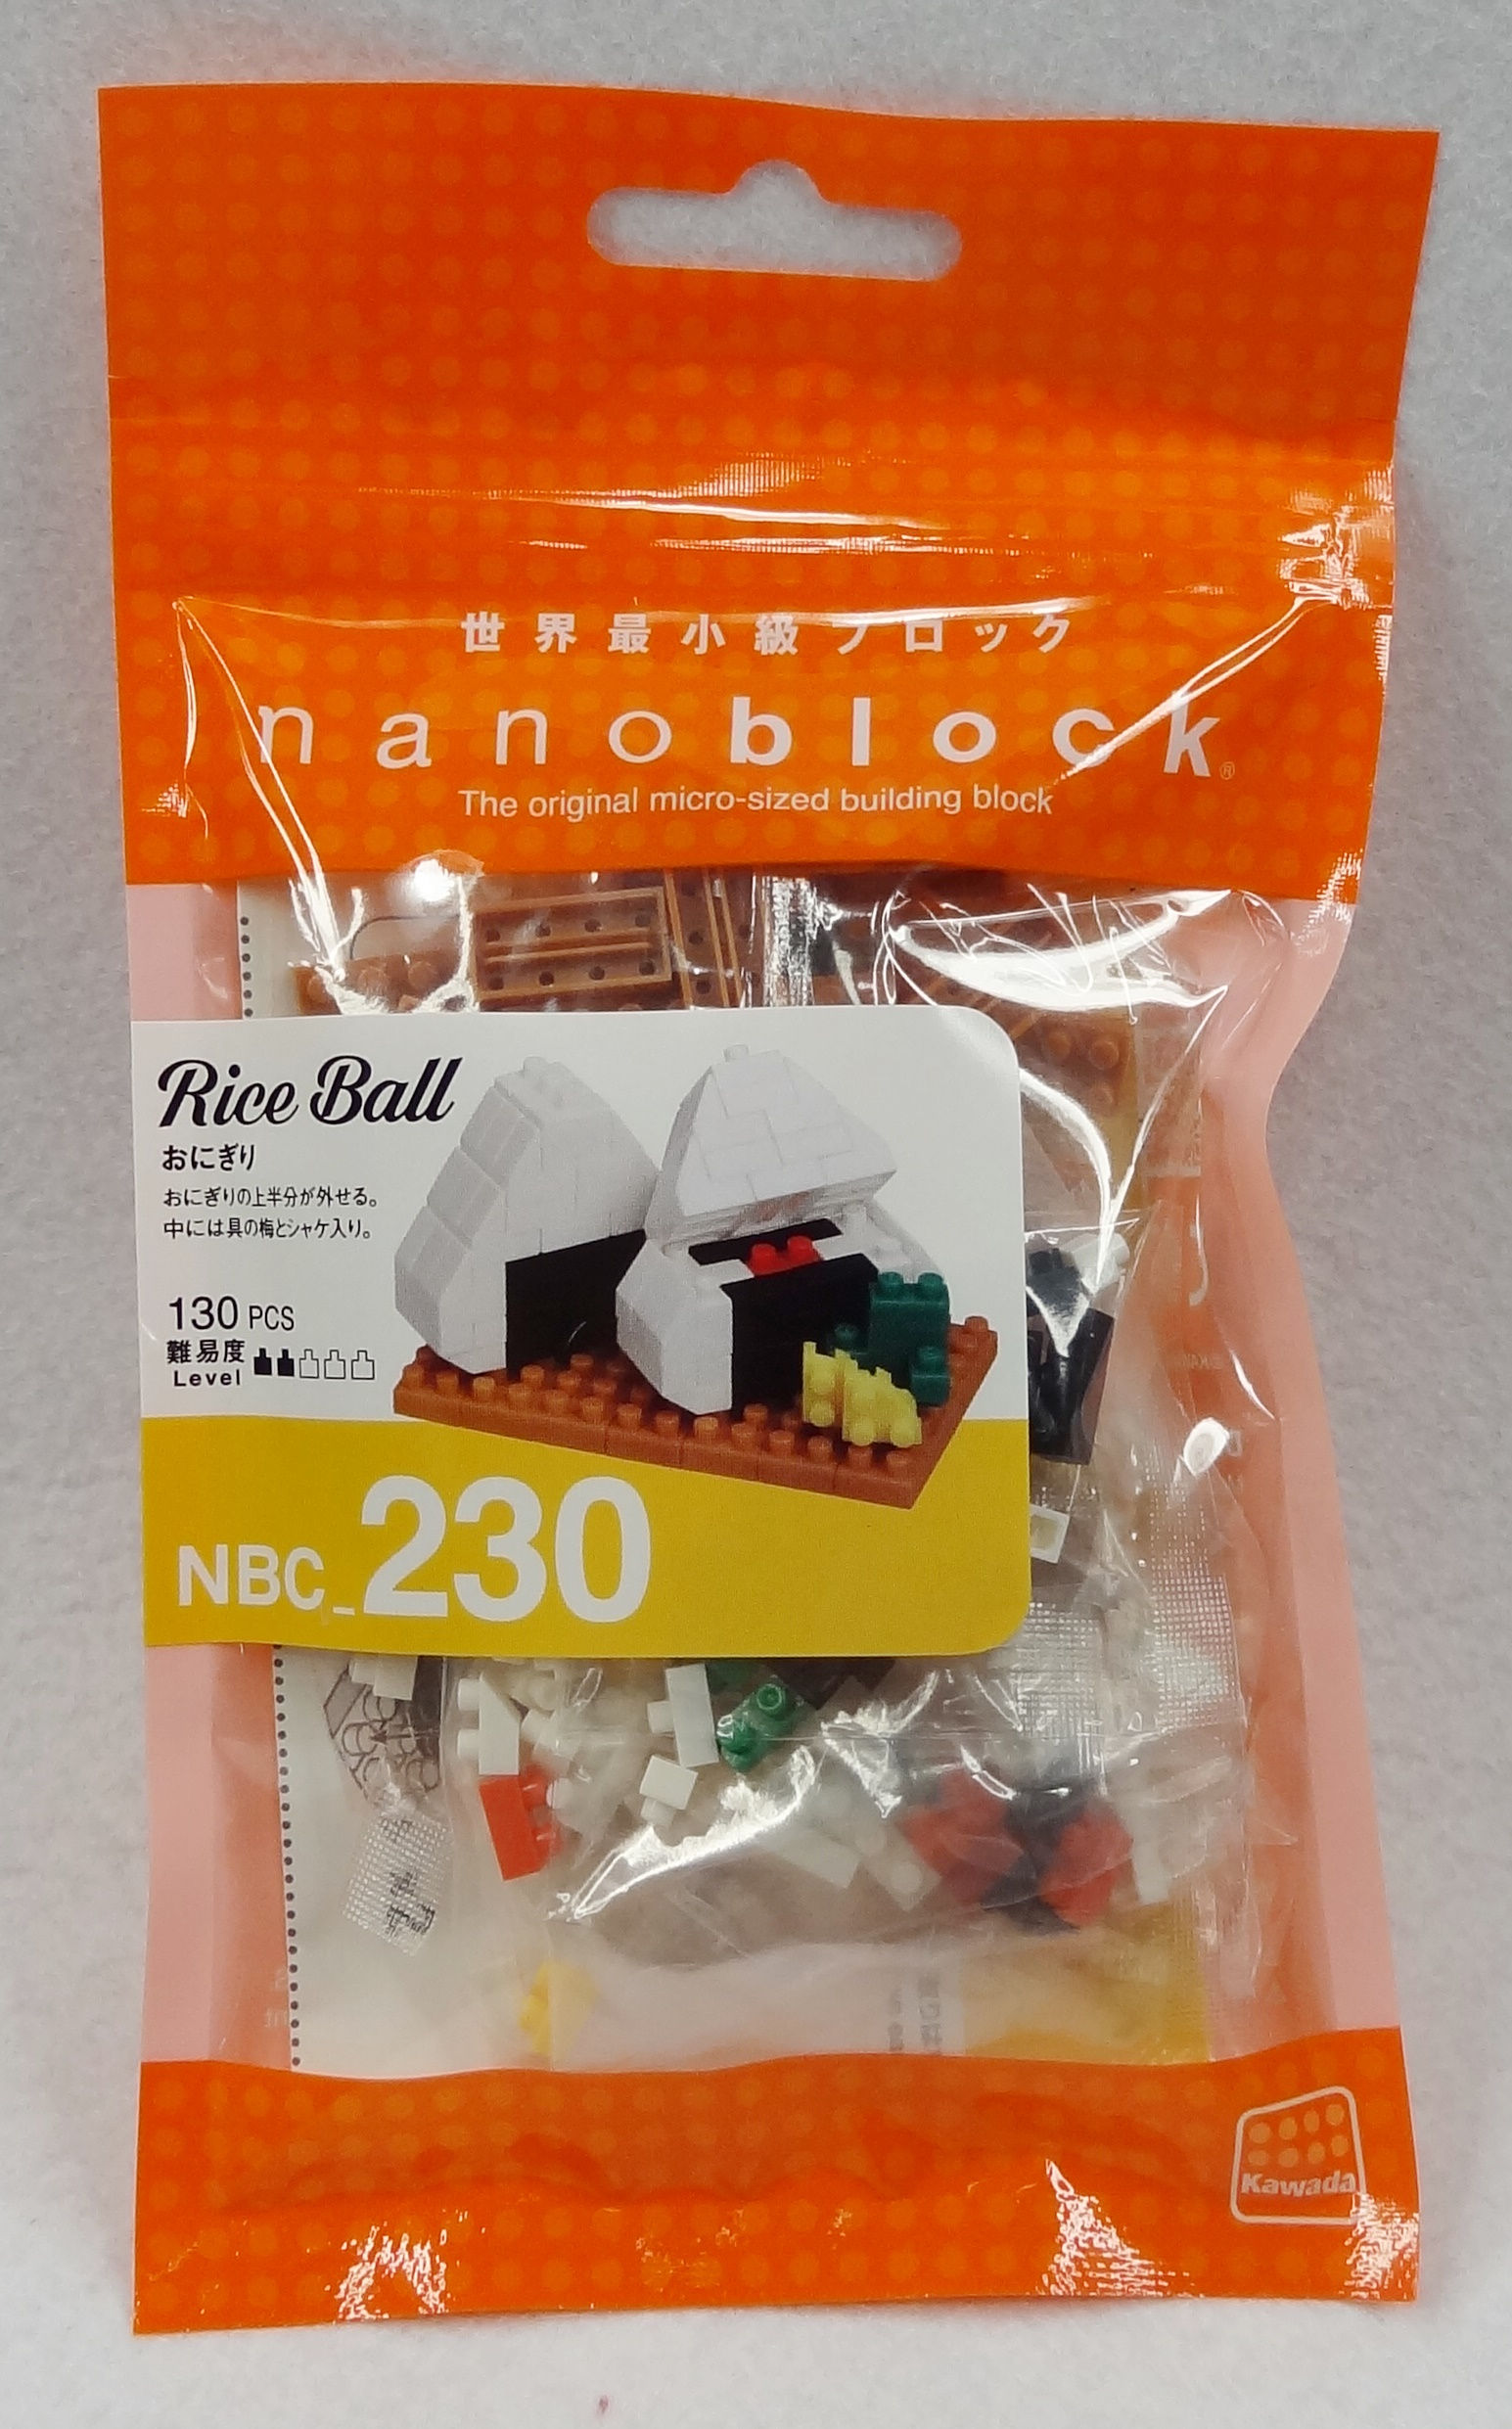 世界最小級ブロック
nanoblock®
The original micro-sized building block
Rice Ball
おにぎり
おにぎりの上半分が外せる。
中には具の梅とシャケ入り。
130 PCS
難易度
Level
NBC_230
Kawada